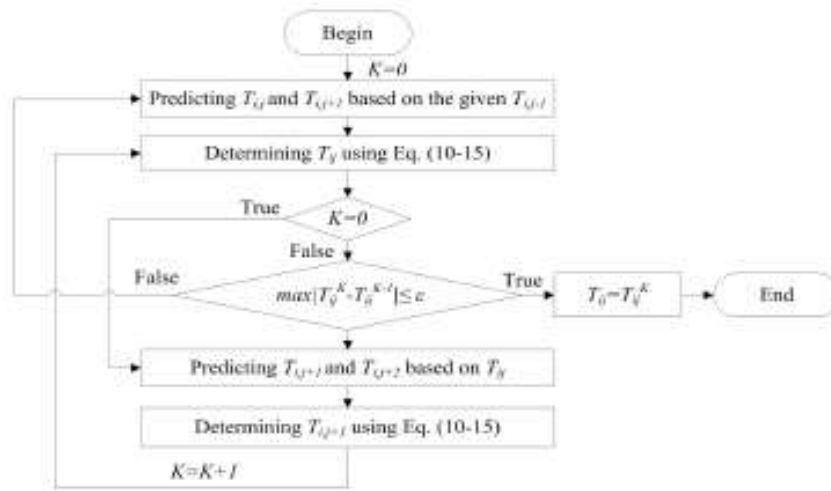 Begin
K=0
Predicting T_{i,j} and T_{i,j+1} based on the given T_{i,j-1}
Determining T_{ij} using Eq. (10-15)
True
K=0
False
False
True
max|T_{ij}^K-T_{ij}^{K-1}|≤ε
T_{ij}=T_{ij}^K
End
Predicting T_{i,j+1} and T_{i,j+2} based on T_{ij}
Determining T_{i,j+1} using Eq. (10-15)
K=K+1